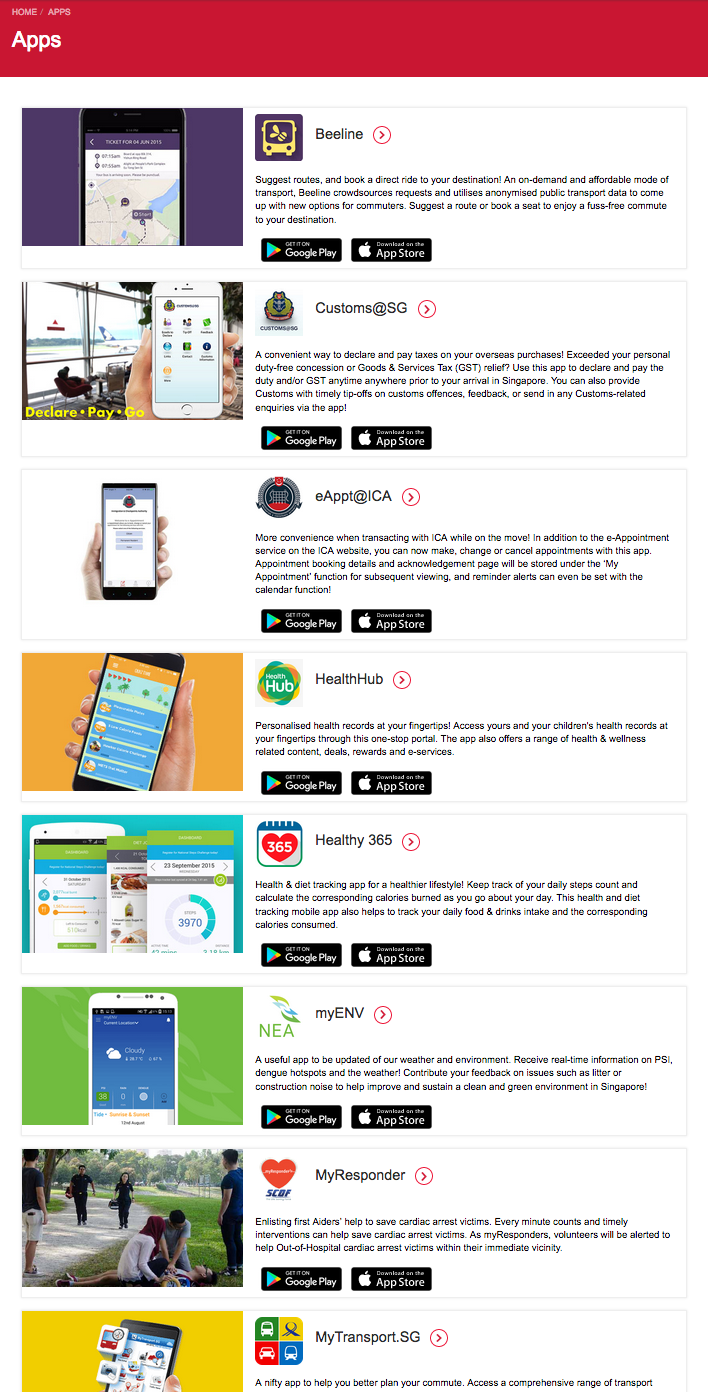 HOME / APPS
Apps
TICKET FOR 04 JUN 2015
07:15am
07:55am
Start
Beeline
Suggest routes, and book a direct ride to your destination! An on-demand and affordable mode of
transport, Beeline crowdsources requests and utilises anonymised public transport data to come
up with new options for commuters. Suggest a route or book a seat to enjoy a fuss-free commute
to your destination.
GET IT ON
Google Play
Download on the
App Store
CUSTOMS@SG
Declare • Pay • Go
CUSTOMS@SG
Customs@SG
A convenient way to declare and pay taxes on your overseas purchases! Exceeded your personal
duty-free concession or Goods & Services Tax (GST) relief? Use this app to declare and pay the
duty and/or GST anytime anywhere prior to your arrival in Singapore. You can also provide
Customs with timely tip-offs on customs offences, feedback, or send in any Customs-related
enquiries via the app!
GET IT ON
Google Play
Download on the
App Store
eAppt@ICA
More convenience when transacting with ICA while on the move! In addition to the e-Appointment
service on the ICA website, you can now make, change or cancel appointments with this app.
Appointment booking details and acknowledgement page will be stored under the ‘My
Appointment’ function for subsequent viewing, and reminder alerts can even be set with the
calendar function!
GET IT ON
Google Play
Download on the
App Store
Health
Hub
HealthHub
Personalised health records at your fingertips! Access yours and your children's health records at
your fingertips through this one-stop portal. The app also offers a range of health & wellness
related content, deals, rewards and e-services.
GET IT ON
Google Play
Download on the
App Store
DASHBOARD
DASHBOARD
31 October 2015
SATURDAY
23 September 2015
WEDNESDAY
STEPS
3970
365
Healthy 365
Health & diet tracking app for a healthier lifestyle! Keep track of your daily steps count and
calculate the corresponding calories burned as you go about your day. This health and diet
tracking mobile app also helps to track your daily food & drinks intake and the corresponding
calories consumed.
GET IT ON
Google Play
Download on the
App Store
myENV
Current Location
Cloudy
PSI
38
0
Tide • Sunrise & Sunset
12nd August
NEA
myENV
A useful app to be updated of our weather and environment. Receive real-time information on PSI,
dengue hotspots and the weather! Contribute your feedback on issues such as litter or
construction noise to help improve and sustain a clean and green environment in Singapore!
GET IT ON
Google Play
Download on the
App Store
myResponder
SCDF
MyResponder
Enlisting first Aiders’ help to save cardiac arrest victims. Every minute counts and timely
interventions can help save cardiac arrest victims. As myResponders, volunteers will be alerted to
help Out-of-Hospital cardiac arrest victims within their immediate vicinity.
GET IT ON
Google Play
Download on the
App Store
MyTransport.SG
A nifty app to help you better plan your commute. Access a comprehensive range of transport